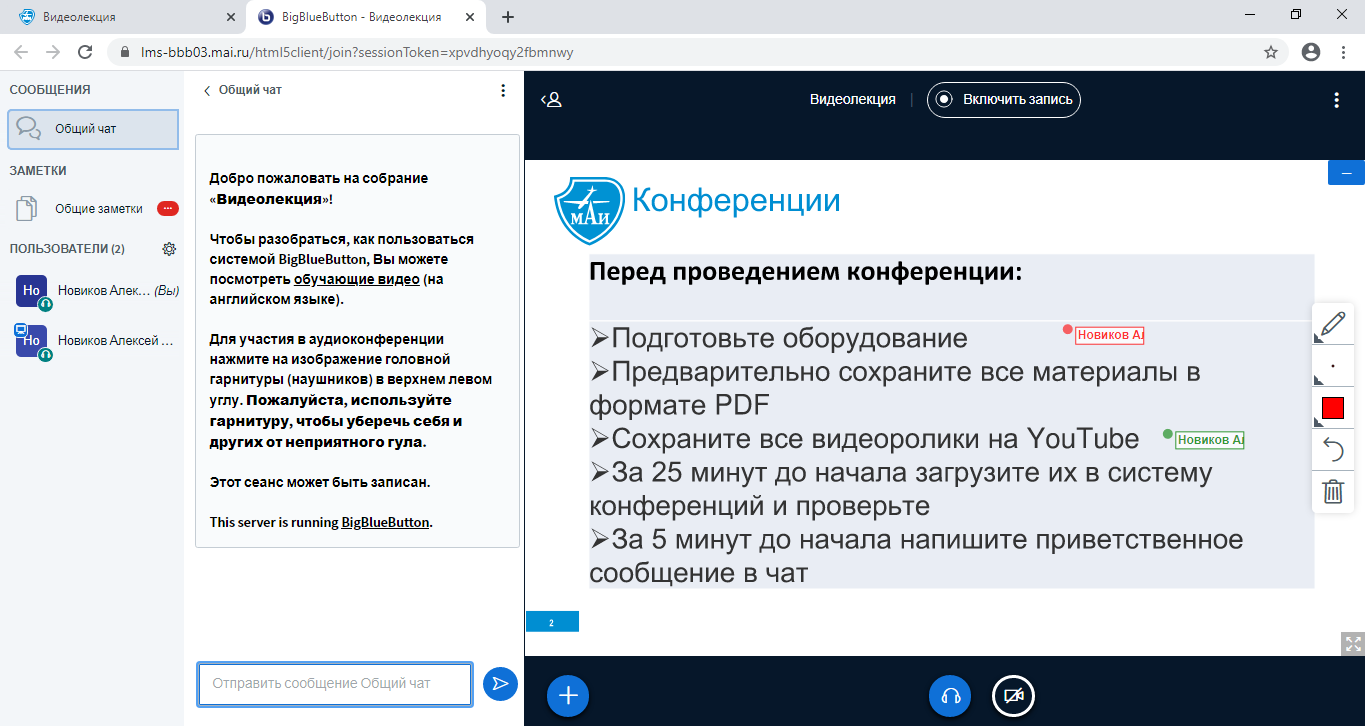 Видеолекция
BigBlueButton - Видеолекция
lms-bbb03.mai.ru/html5client/join?sessionToken=xpvdhyoqy2fbmnwy
СООБЩЕНИЯ
Общий чат
ЗАМЕТКИ
Общие заметки
ПОЛЬЗОВАТЕЛИ (2)
Но
Новиков Алек... (Вы)
Но
Новиков Алексей ...
Общий чат
Добро пожаловать на собрание
«Видеолекция»!
Чтобы разобраться, как пользоваться
системой BigBlueButton, Вы можете
посмотреть обучающие видео (на
английском языке).
Для участия в аудиоконференции
нажмите на изображение головной
гарнитуры (наушников) в верхнем левом
углу. Пожалуйста, используйте
гарнитуру, чтобы уберечь себя и
других от неприятного гула.
Этот сеанс может быть записан.
This server is running BigBlueButton.
Отправить сообщение Общий чат
Видеолекция
Включить запись
МАИ
Конференции
Перед проведением конференции:
➢Подготовьте оборудование
Новиков Ал
➢Предварительно сохраните все материалы в
формате PDF
➢Сохраните все видеоролики на YouTube
Новиков Ал
➢За 25 минут до начала загрузите их в систему
конференций и проверьте
➢За 5 минут до начала напишите приветственное
сообщение в чат
2